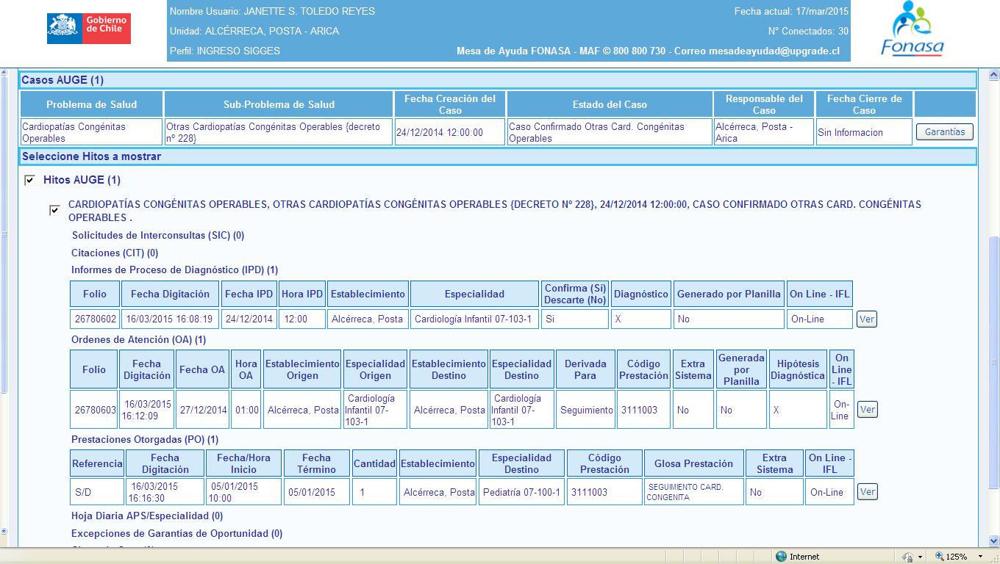 Gobierno
de Chile
Nombre Usuario: JANETTE S. TOLEDO REYES
Fecha actual: 17/mar/2015
Unidad: ALCÉRRECA, POSTA - ARICA
N° Conectados: 30
Perfil: INGRESO SIGGES
Mesa de Ayuda FONASA - MAF © 800 800 730 - Correo mesadeayudad@upgrade.cl
Fonasa
Casos AUGE (1)
Problema de Salud
Sub-Problema de Salud
Fecha Creación del
Caso
Estado del Caso
Responsable del
Caso
Fecha Cierre de
Caso
Cardiopatías Congénitas
Operables
Otras Cardiopatías Congénitas Operables {decreto
nº 228}
24/12/2014 12:00:00
Caso Confirmado Otras Card. Congénitas
Operables
Alcérreca, Posta -
Arica
Sin Informacion
Garantías
Seleccione Hitos a mostrar
Hitos AUGE (1)
CARDIOPATÍAS CONGÉNITAS OPERABLES, OTRAS CARDIOPATÍAS CONGÉNITAS OPERABLES {DECRETO Nº 228}, 24/12/2014 12:00:00, CASO CONFIRMADO OTRAS CARD. CONGÉNITAS
OPERABLES .
Solicitudes de Interconsultas (SIC) (0)
Citaciones (CIT) (0)
Informes de Proceso de Diagnóstico (IPD) (1)
Folio
Fecha Digitación
Fecha IPD
Hora IPD
Establecimiento
Especialidad
Confirma (Sí)
Descarte (No)
Diagnóstico
Generado por Planilla
On Line - IFL
26780602
16/03/2015 16:08:19
24/12/2014
12:00
Alcérreca, Posta
Cardiología Infantil 07-103-1
Si
X
No
On-Line
Ver
Ordenes de Atención (OA) (1)
Folio
Fecha
Digitación
Fecha OA
Hora
OA
Establecimiento
Origen
Especialidad
Origen
Establecimiento
Destino
Especialidad
Destino
Derivada
Para
Código
Prestación
Extra
Sistema
Generada
por
Planilla
Hipótesis
Diagnóstica
On
Line
- IFL
26780603
16/03/2015
16:12:09
27/12/2014
01:00
Alcérreca, Posta
Cardiología
Infantil 07-
103-1
Alcérreca, Posta
Cardiología
Infantil 07-
103-1
Seguimiento
3111003
No
No
X
On-
Line
Ver
Prestaciones Otorgadas (PO) (1)
Referencia
Fecha
Digitación
Fecha/Hora
Inicio
Fecha
Término
Cantidad
Establecimiento
Especialidad
Destino
Código
Prestación
Glosa Prestación
Extra
Sistema
On Line -
IFL
S/D
16/03/2015
16:16:30
05/01/2015
10:00
05/01/2015
1
Alcérreca, Posta
Pediatría 07-100-1
3111003
SEGUIMIENTO CARD.
CONGENITA
No
On-Line
Ver
Hoja Diaria APS/Especialidad (0)
Excepciones de Garantías de Oportunidad (0)
Internet
125%